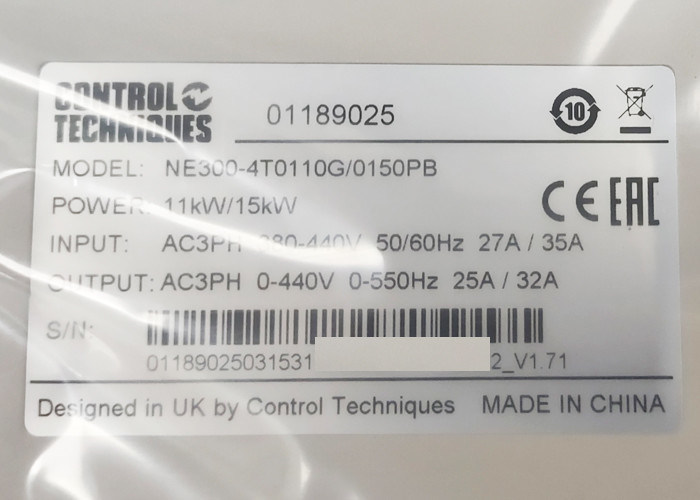 CONTROL TECHNIQUES
01189025
10
MODEL: NE300-4T0110G/0150PB
POWER: 11kW/15kW
CE EAC
INPUT: AC3PH 380-440V 50/60Hz 27A / 35A
OUTPUT: AC3PH 0-440V 0-550Hz 25A / 32A
S/N:
01189025031531 2_V1.71
Designed in UK by Control Techniques MADE IN CHINA